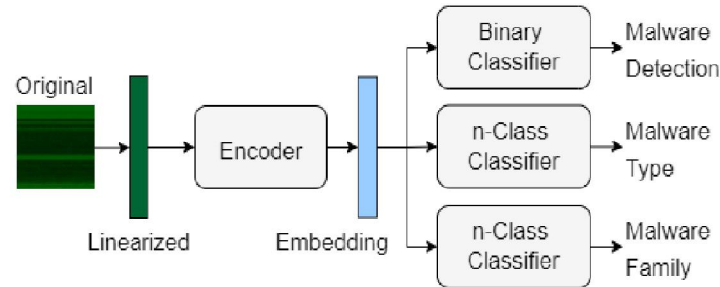 Original
Linearized
Encoder
Embedding
Binary
Classifier
Malware
Detection
n-Class
Classifier
Malware
Type
n-Class
Classifier
Malware
Family